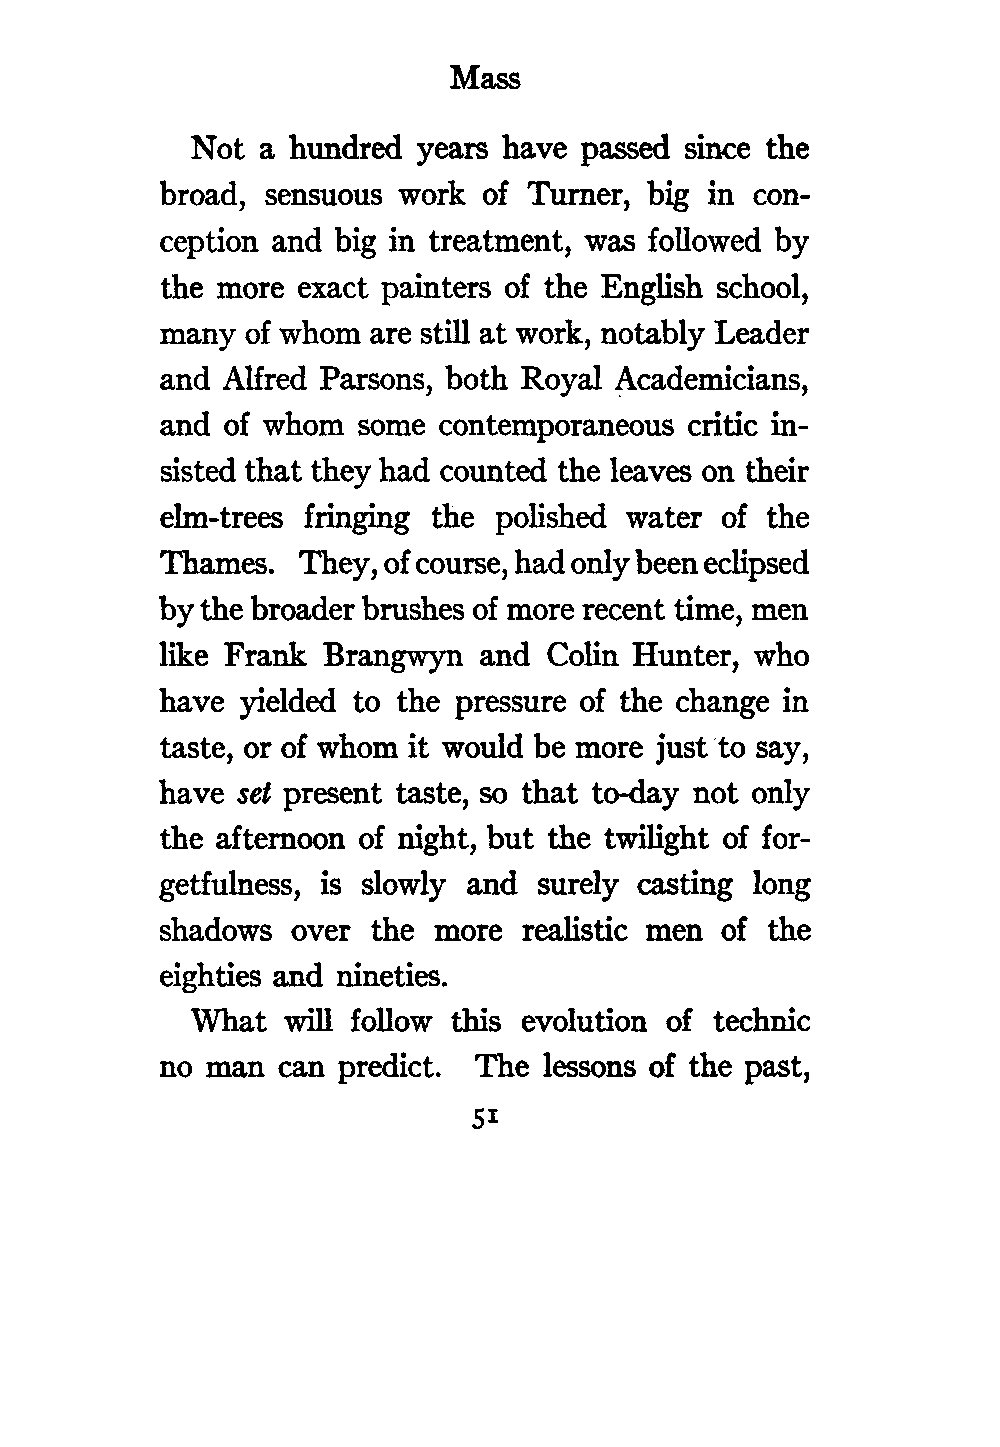 Mass
Not a hundred years have passed since the
broad, sensuous work of Turner, big in con-
ception and big in treatment, was followed by
the more exact painters of the English school,
many of whom are still at work, notably Leader
and Alfred Parsons, both Royal Academicians,
and of whom some contemporaneous critic in-
sisted that they had counted the leaves on their
elm-trees fringing the polished water of the
Thames. They, of course, had only been eclipsed
by the broader brushes of more recent time, men
like Frank Brangwyn and Colin Hunter, who
have yielded to the pressure of the change in
taste, or of whom it would be more just to say,
have set present taste, so that to-day not only
the afternoon of night, but the twilight of for-
getfulness, is slowly and surely casting long
shadows over the more realistic men of the
eighties and nineties.
What will follow this evolution of technic
no man can predict. The lessons of the past,
51